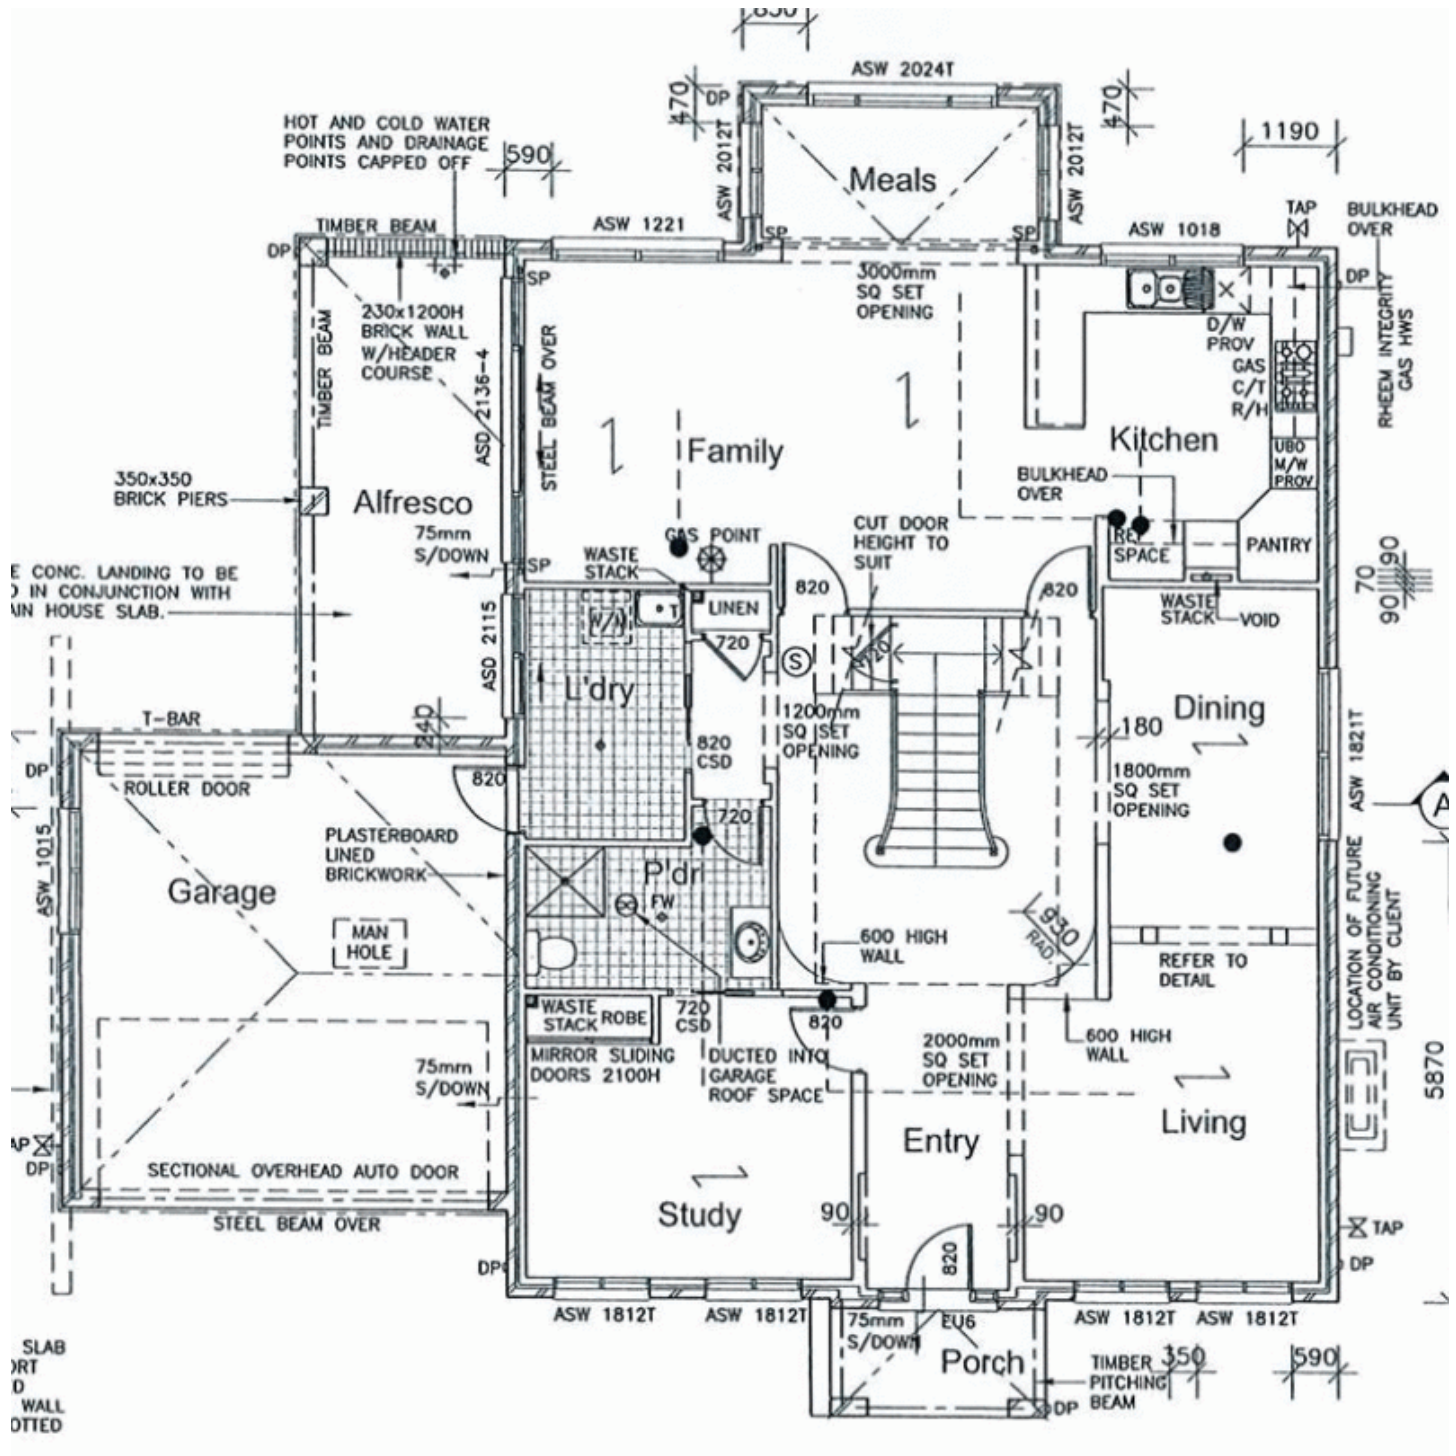 850
ASW 2024T
470
DP
470
HOT AND COLD WATER
POINTS AND DRAINAGE
POINTS CAPPED OFF
590
ASW 2012T
ASW 2012T
1190
Meals
TIMBER BEAM
ASW 1221
SP
SP
ASW 1018
TAP
BULKHEAD
OVER
DP
SP
3000mm
SQ SET
OPENING
DP
230x1200H
BRICK WALL
W/HEADER
COURSE
TIMBER BEAM
ASD 2136-4
STEEL BEAM OVER
D/W
PROV
GAS
C/T
R/H
RHEEM INTEGRITY
GAS HWS
Family
Kitchen
UBO
M/W
PROV
350x350
BRICK PIERS
Alfresco
BULKHEAD
OVER
75mm
S/DOWN
SP
GAS POINT
CUT DOOR
HEIGHT TO
SUIT
REF
SPACE
PANTRY
WASTE
STACK
E CONC. LANDING TO BE
D IN CONJUNCTION WITH
AIN HOUSE SLAB.
820
820
70
90
90
WASTE
STACK
VOID
W/M
T
LINEN
720
ASD 2115
S
720
L'dry
Dining
T-BAR
240
1200mm
SQ SET
OPENING
180
820
CSD
1800mm
SQ SET
OPENING
ASW 1821T
DP
820
ROLLER DOOR
A
720
PLASTERBOARD
LINED
BRICKWORK
ASW 1015
Garage
P'dr
FW
MAN
HOLE
930
RAD.
600 HIGH
WALL
REFER TO
DETAIL
LOCATION OF FUTURE
AIR CONDITIONING
UNIT BY CLIENT
WASTE
STACK
ROBE
720
CSD
820
MIRROR SLIDING
DOORS 2100H
DUCTED INTO
GARAGE
ROOF SPACE
2000mm
SQ SET
OPENING
600 HIGH
WALL
75mm
S/DOWN
5870
Living
Entry
AP
DP
SECTIONAL OVERHEAD AUTO DOOR
Study
STEEL BEAM OVER
90
90
TAP
820
DP
DP
ASW 1812T
ASW 1812T
75mm
S/DOWN
EU6
ASW 1812T
ASW 1812T
Porch
TIMBER
PITCHING
BEAM
350
590
DP
SLAB
ORT
D
WALL
OTTED